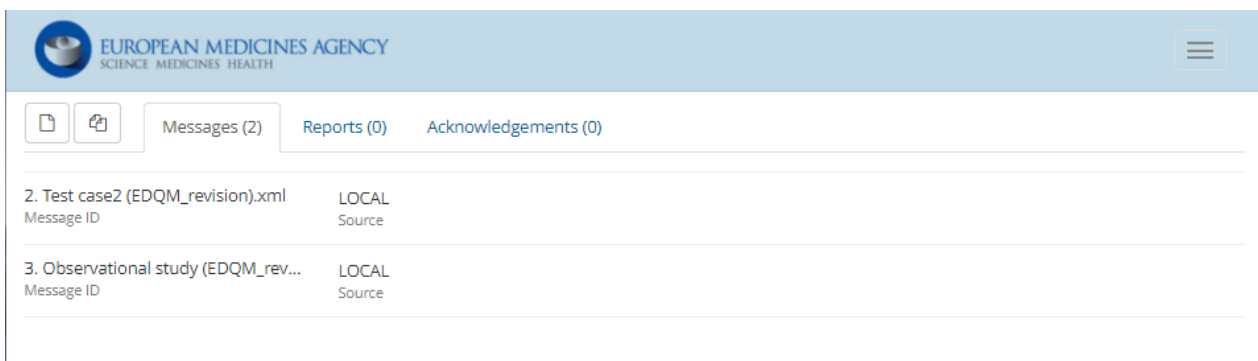 EUROPEAN MEDICINES AGENCY
SCIENCE MEDICINES HEALTH
Messages (2) Reports (0) Acknowledgements (0)
2. Test case2 (EDQM_revision).xml LOCAL
Message ID Source
3. Observational study (EDQM_rev... LOCAL
Message ID Source